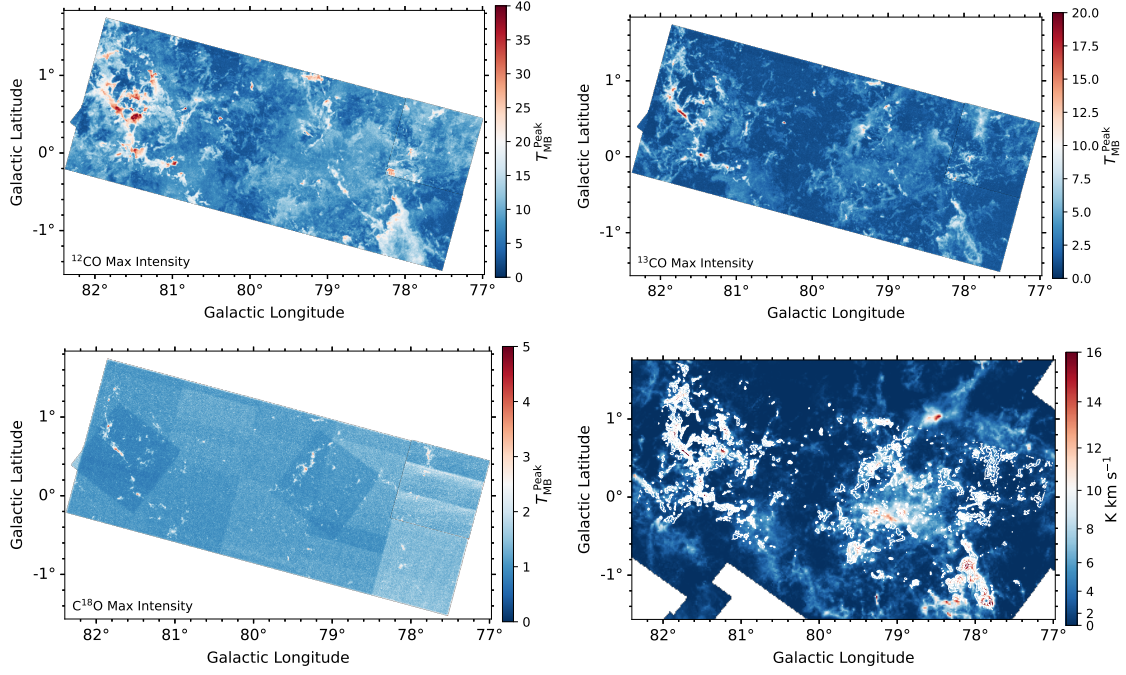 40
35
30
25
20
15
10
5
0
T_MB^Peak
1°
0°
-1°
Galactic Latitude
¹²CO Max Intensity
82° 81° 80° 79° 78° 77°
Galactic Longitude
20.0
17.5
15.0
12.5
10.0
7.5
5.0
2.5
0.0
T_MB^Peak
1°
0°
-1°
Galactic Latitude
¹³CO Max Intensity
82° 81° 80° 79° 78° 77°
Galactic Longitude
5
4
3
2
1
0
T_MB^Peak
1°
0°
-1°
Galactic Latitude
C¹⁸O Max Intensity
82° 81° 80° 79° 78° 77°
Galactic Longitude
16
14
12
10
8
6
4
2
0
K km s⁻¹
1°
0°
-1°
Galactic Latitude
82° 81° 80° 79° 78° 77°
Galactic Longitude